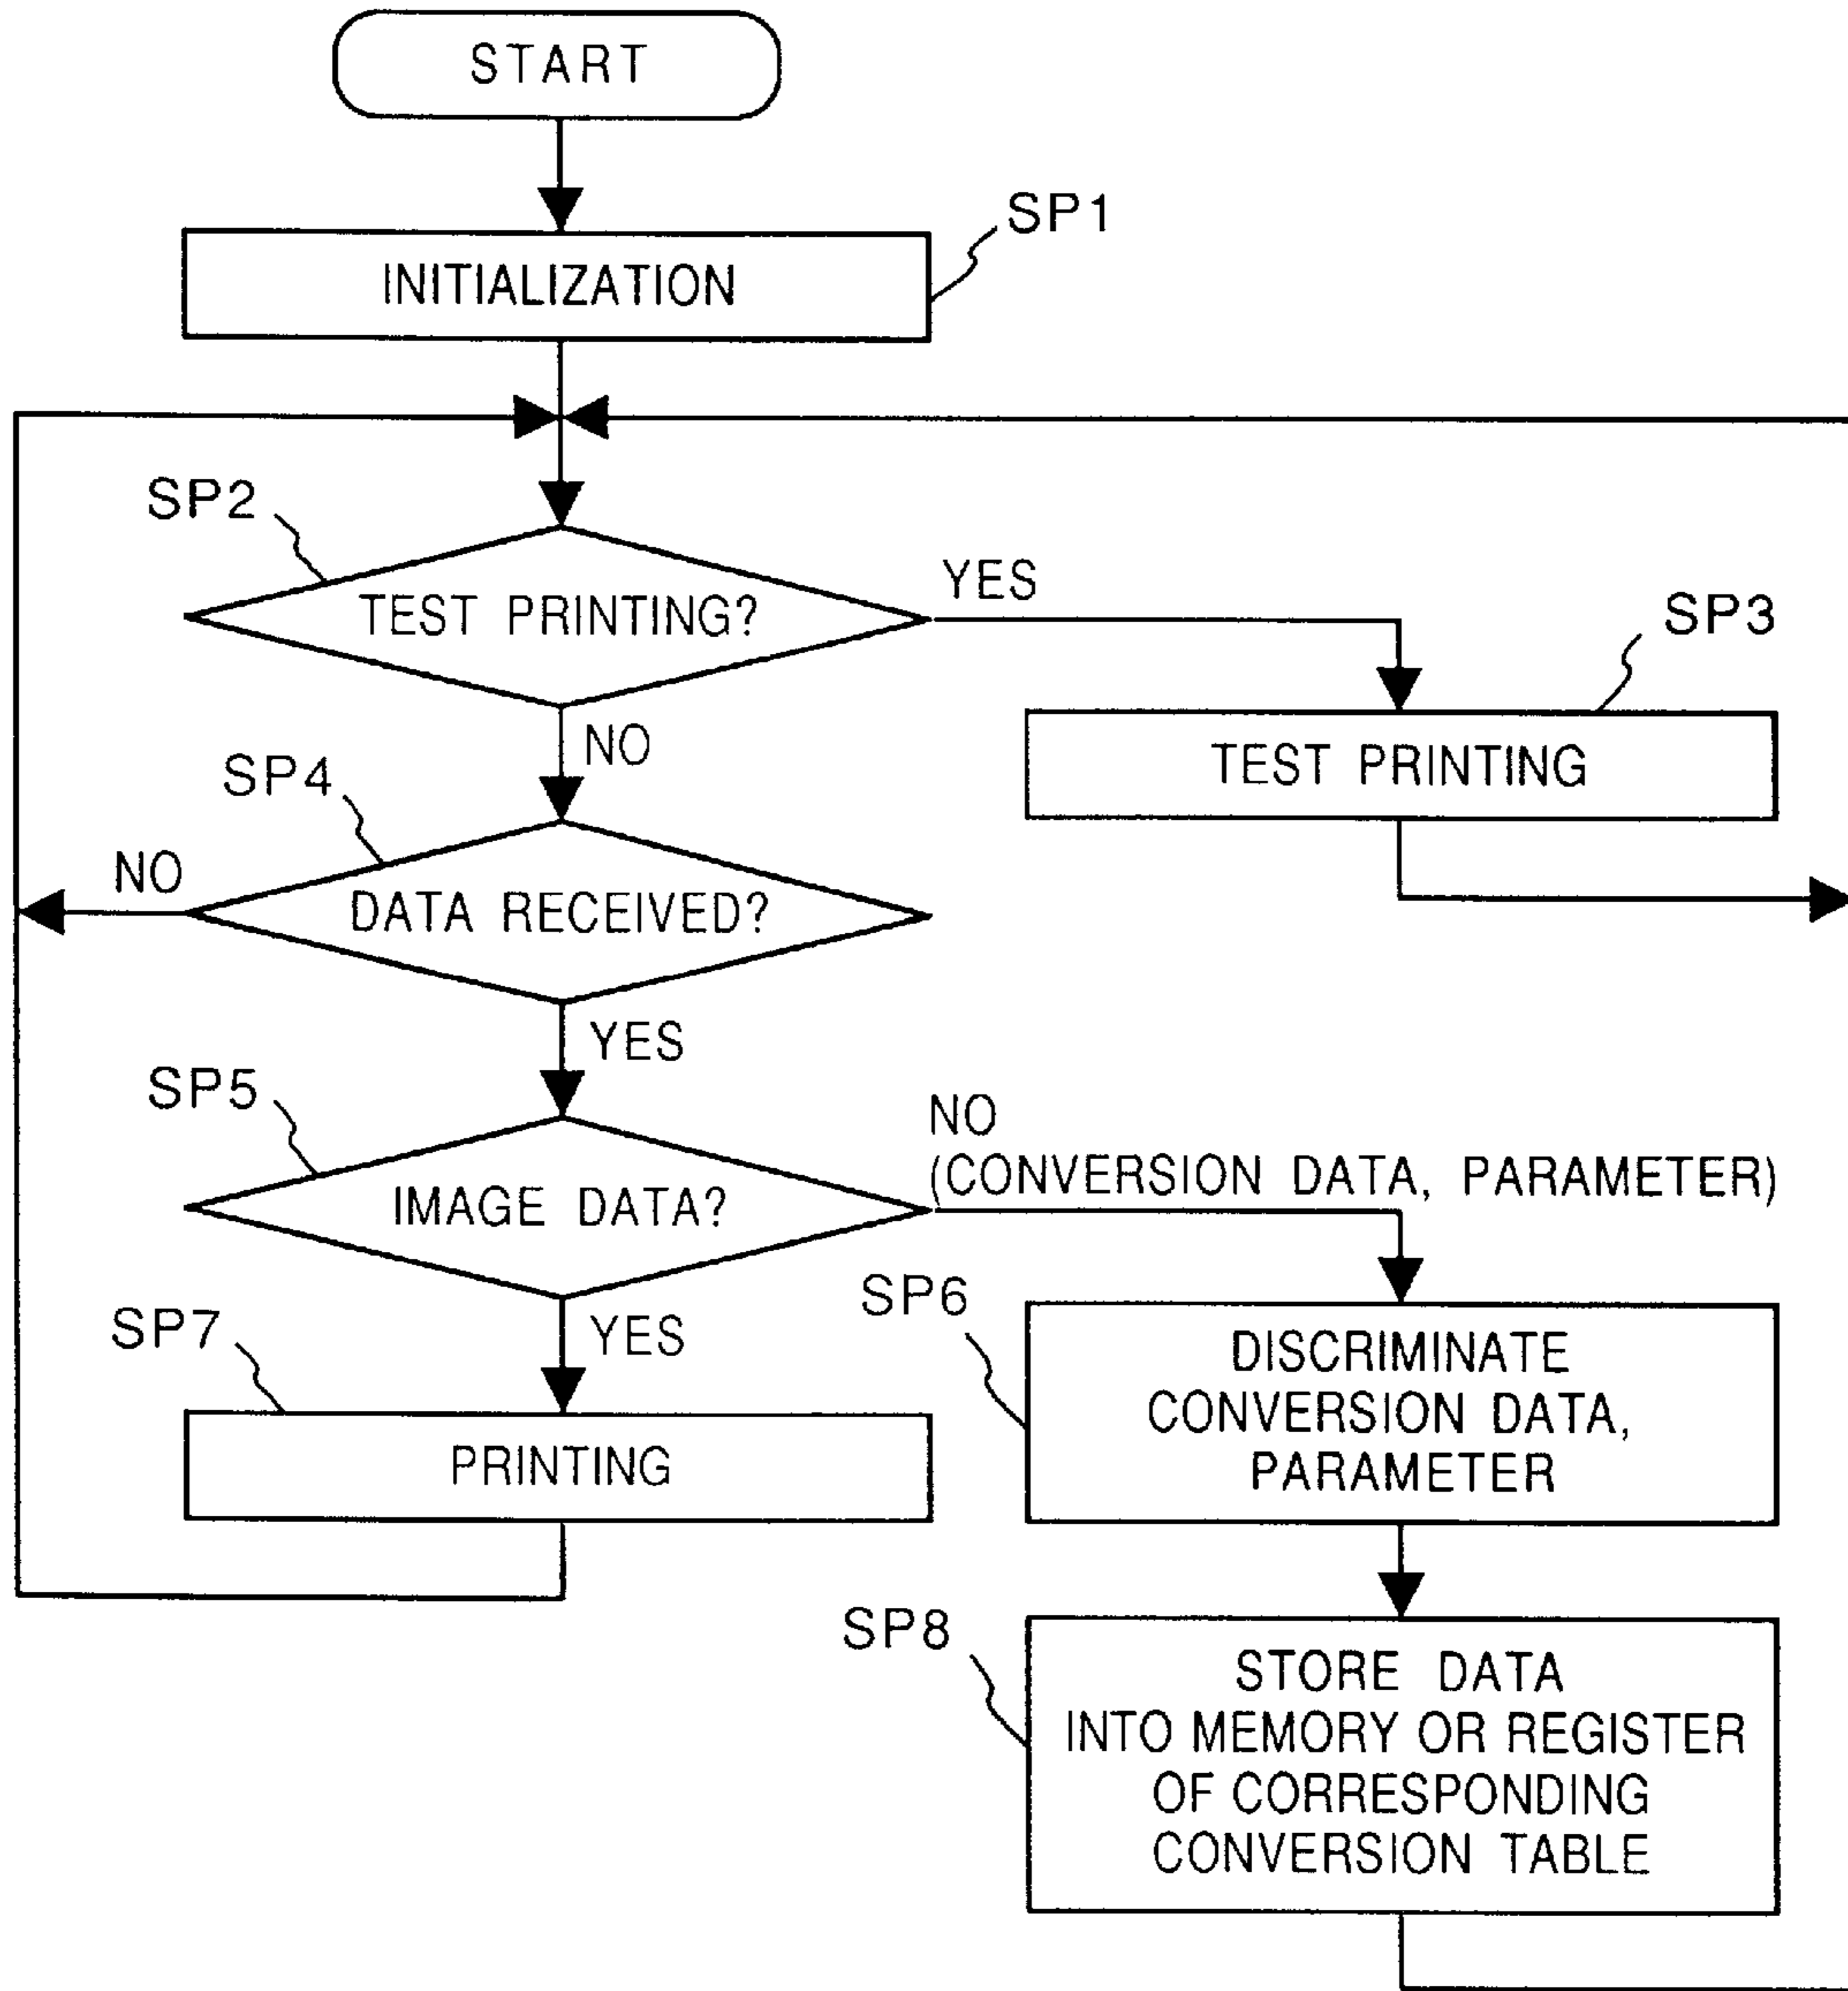 START
SP1
INITIALIZATION
SP2
TEST PRINTING?
YES
SP3
TEST PRINTING
NO
SP4
NO
DATA RECEIVED?
YES
SP5
IMAGE DATA?
NO
(CONVERSION DATA, PARAMETER)
SP6
DISCRIMINATE
CONVERSION DATA,
PARAMETER
YES
SP7
PRINTING
SP8
STORE DATA
INTO MEMORY OR REGISTER
OF CORRESPONDING
CONVERSION TABLE